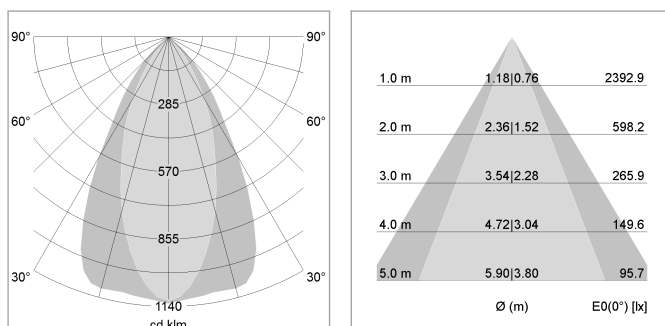 90° 90°
285
60° 60°
570
855
30° 30°
1140
cd klm
1.0 m 1.18|0.76 2392.9
2.0 m 2.36|1.52 598.2
3.0 m 3.54|2.28 265.9
4.0 m 4.72|3.04 149.6
5.0 m 5.90|3.80 95.7
Ø (m) E0(0°) [lx]